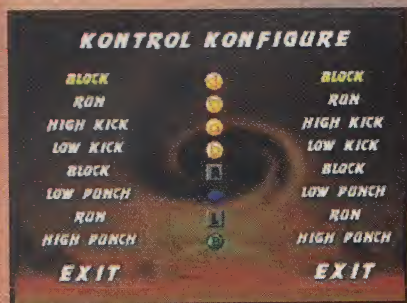 KONTROL KONFIGURE
BLOCK BLOCK
RUN RUN
HIGH KICK HIGH KICK
LOW KICK LOW KICK
BLOCK BLOCK
LOW PUNCH LOW PUNCH
RUN L RUN
HIGH PUNCH HIGH PUNCH
EXIT EXIT